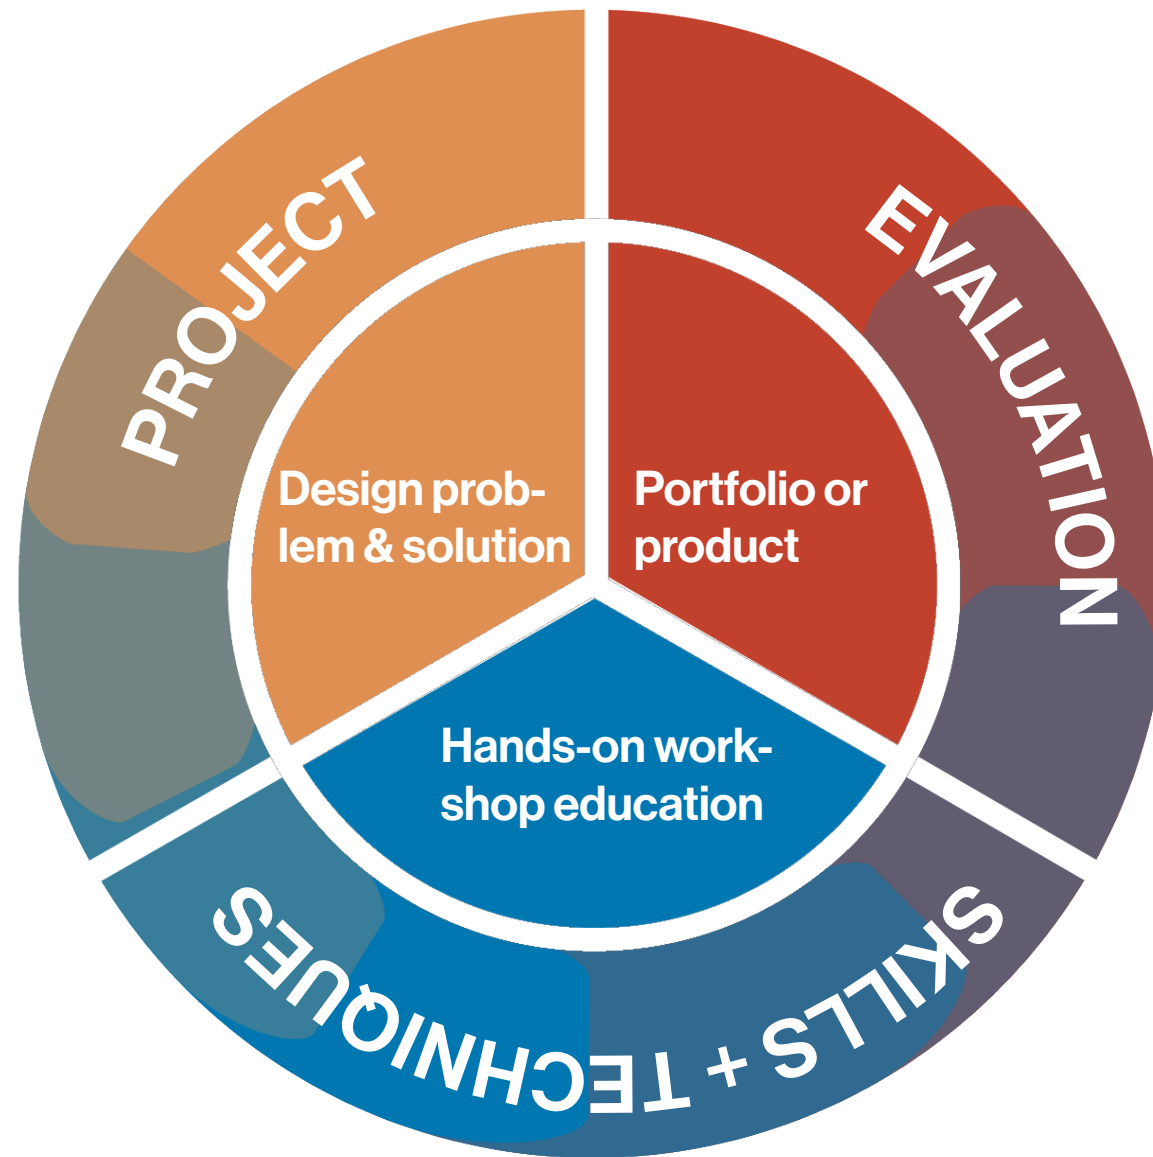 PROJECT
EVALUATION
Design prob-
lem & solution
Portfolio or
product
Hands-on work-
shop education
SKILLS + TECHNIQUES